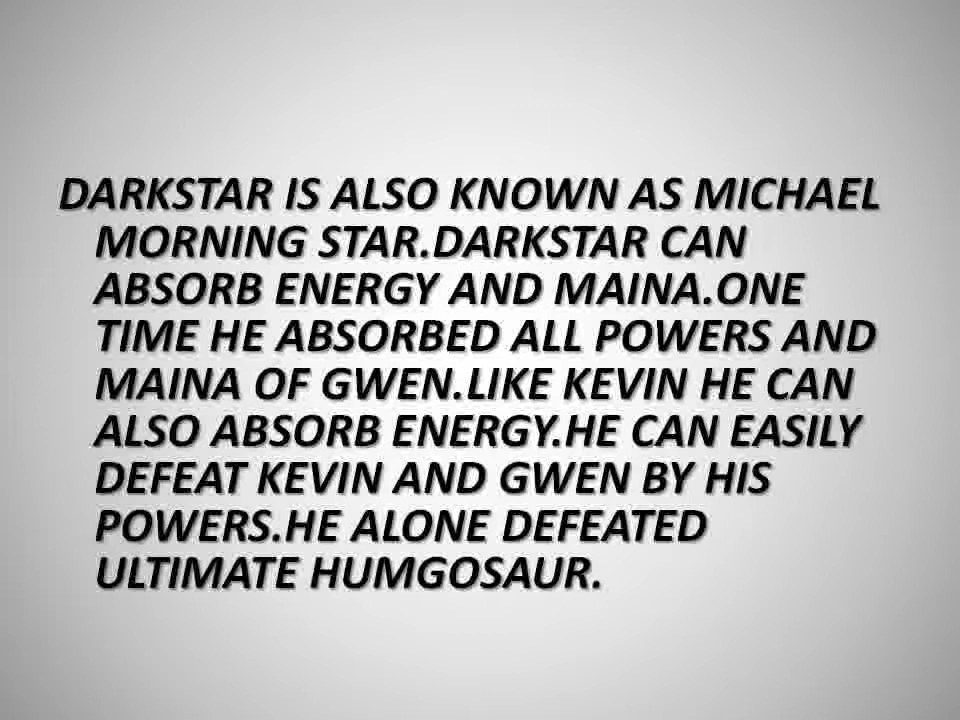 DARKSTAR IS ALSO KNOWN AS MICHAEL
MORNING STAR.DARKSTAR CAN
ABSORB ENERGY AND MAINA.ONE
TIME HE ABSORBED ALL POWERS AND
MAINA OF GWEN.LIKE KEVIN HE CAN
ALSO ABSORB ENERGY.HE CAN EASILY
DEFEAT KEVIN AND GWEN BY HIS
POWERS.HE ALONE DEFEATED
ULTIMATE HUMGOSAUR.